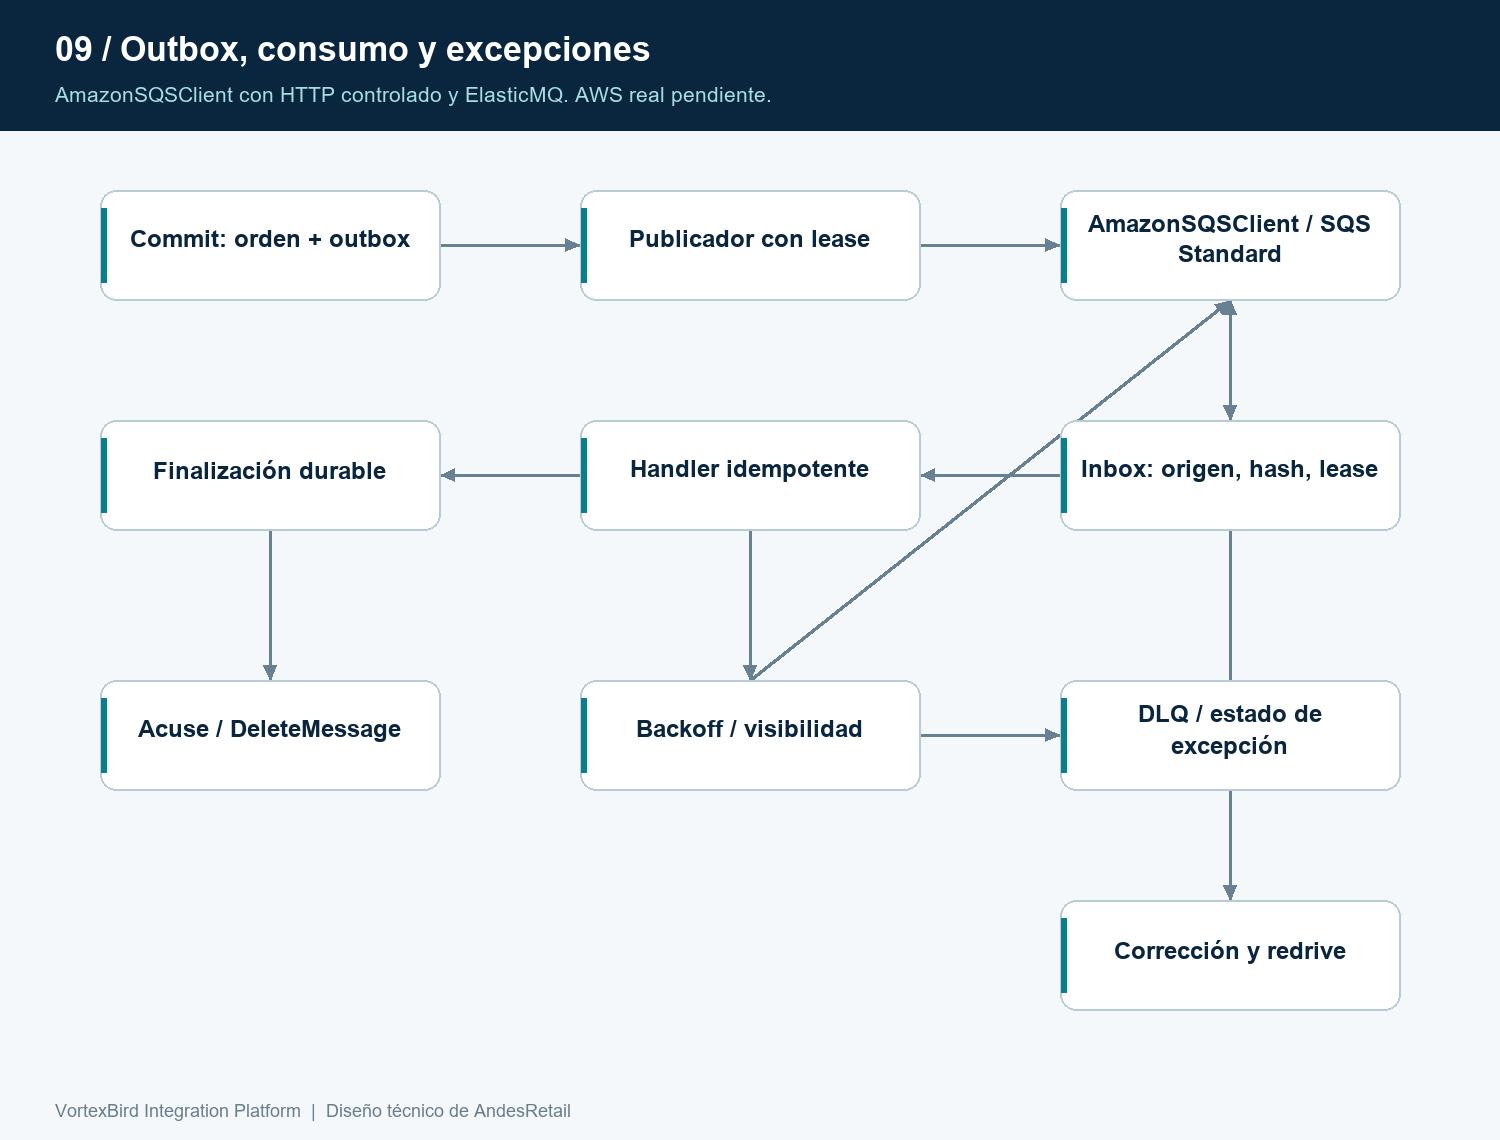 09 / Outbox, consumo y excepciones
AmazonSQSClient con HTTP controlado y ElasticMQ. AWS real pendiente.
Commit: orden + outbox
Publicador con lease
AmazonSQSClient / SQS
Standard
Finalización durable
Handler idempotente
Inbox: origen, hash, lease
Acuse / DeleteMessage
Backoff / visibilidad
DLQ / estado de
excepción
Corrección y redrive
VortexBird Integration Platform | Diseño técnico de AndesRetail